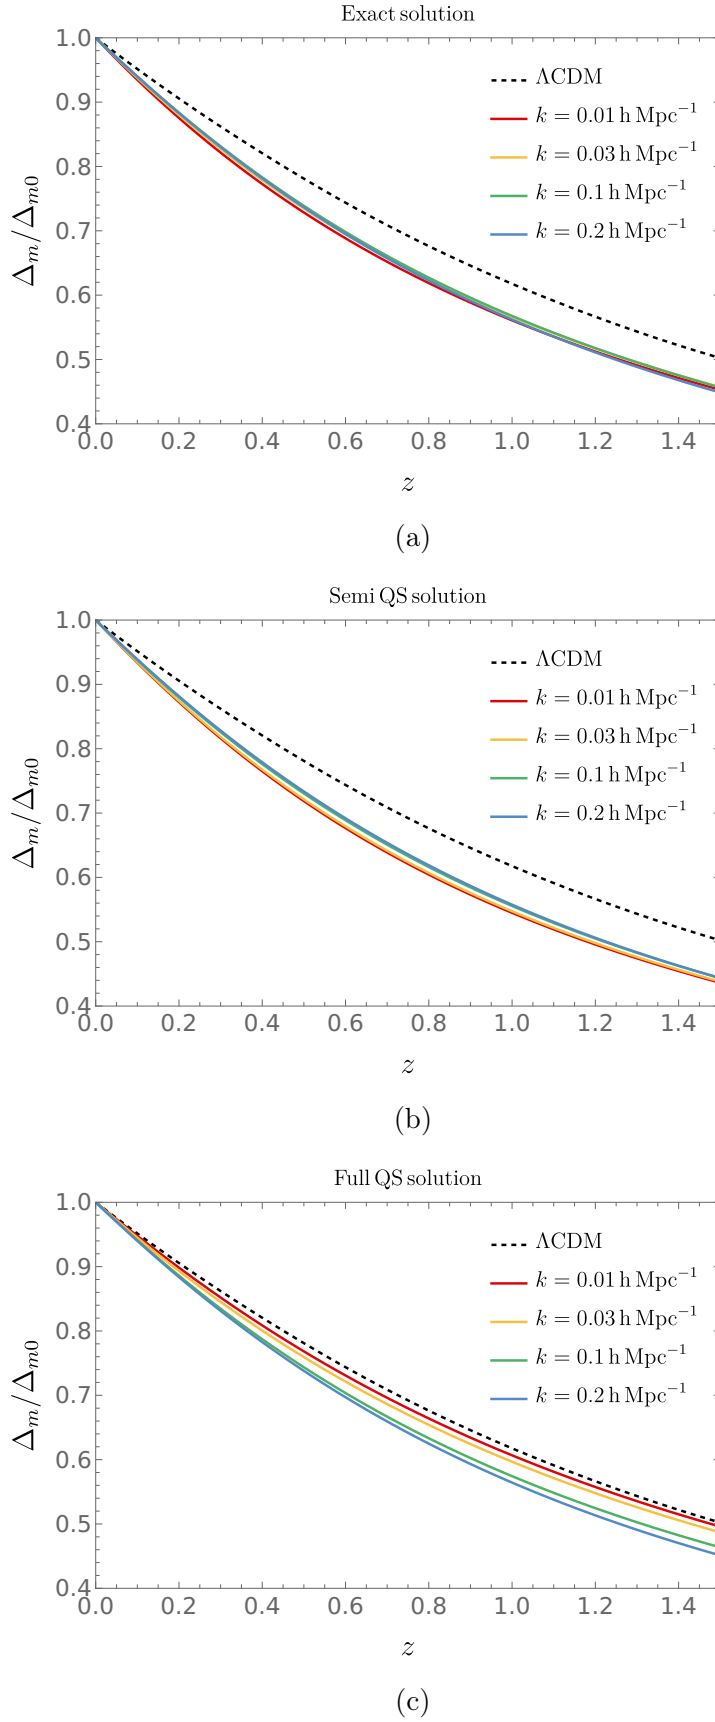 Exact solution
1.0
0.9
0.8
0.7
0.6
0.5
0.4
Δm/Δm0
ΛCDM
k = 0.01 h Mpc⁻¹
k = 0.03 h Mpc⁻¹
k = 0.1 h Mpc⁻¹
k = 0.2 h Mpc⁻¹
0.0 0.2 0.4 0.6 0.8 1.0 1.2 1.4
z
(a)
Semi QS solution
1.0
0.9
0.8
0.7
0.6
0.5
0.4
Δm/Δm0
ΛCDM
k = 0.01 h Mpc⁻¹
k = 0.03 h Mpc⁻¹
k = 0.1 h Mpc⁻¹
k = 0.2 h Mpc⁻¹
0.0 0.2 0.4 0.6 0.8 1.0 1.2 1.4
z
(b)
Full QS solution
1.0
0.9
0.8
0.7
0.6
0.5
0.4
Δm/Δm0
ΛCDM
k = 0.01 h Mpc⁻¹
k = 0.03 h Mpc⁻¹
k = 0.1 h Mpc⁻¹
k = 0.2 h Mpc⁻¹
0.0 0.2 0.4 0.6 0.8 1.0 1.2 1.4
z
(c)